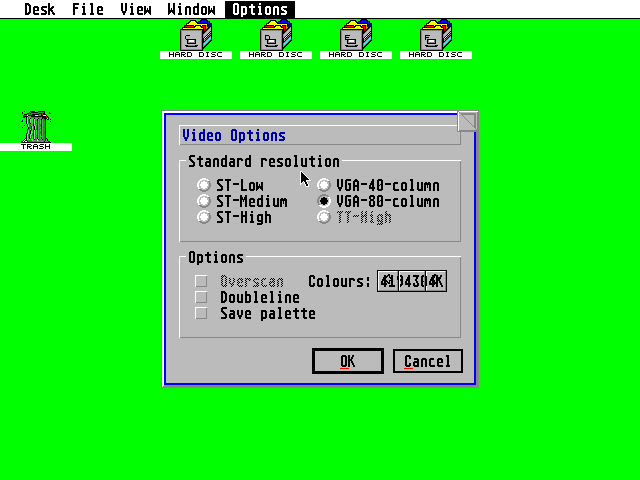 Desk File View Window Options
HARD DISC HARD DISC HARD DISC HARD DISC
TRASH
Video Options
Standard resolution
ST-Low VGA-40-column
ST-Medium VGA-80-column
ST-High TT-High
Options
Overscan Colours:
Doubleline
Save palette
OK Cancel